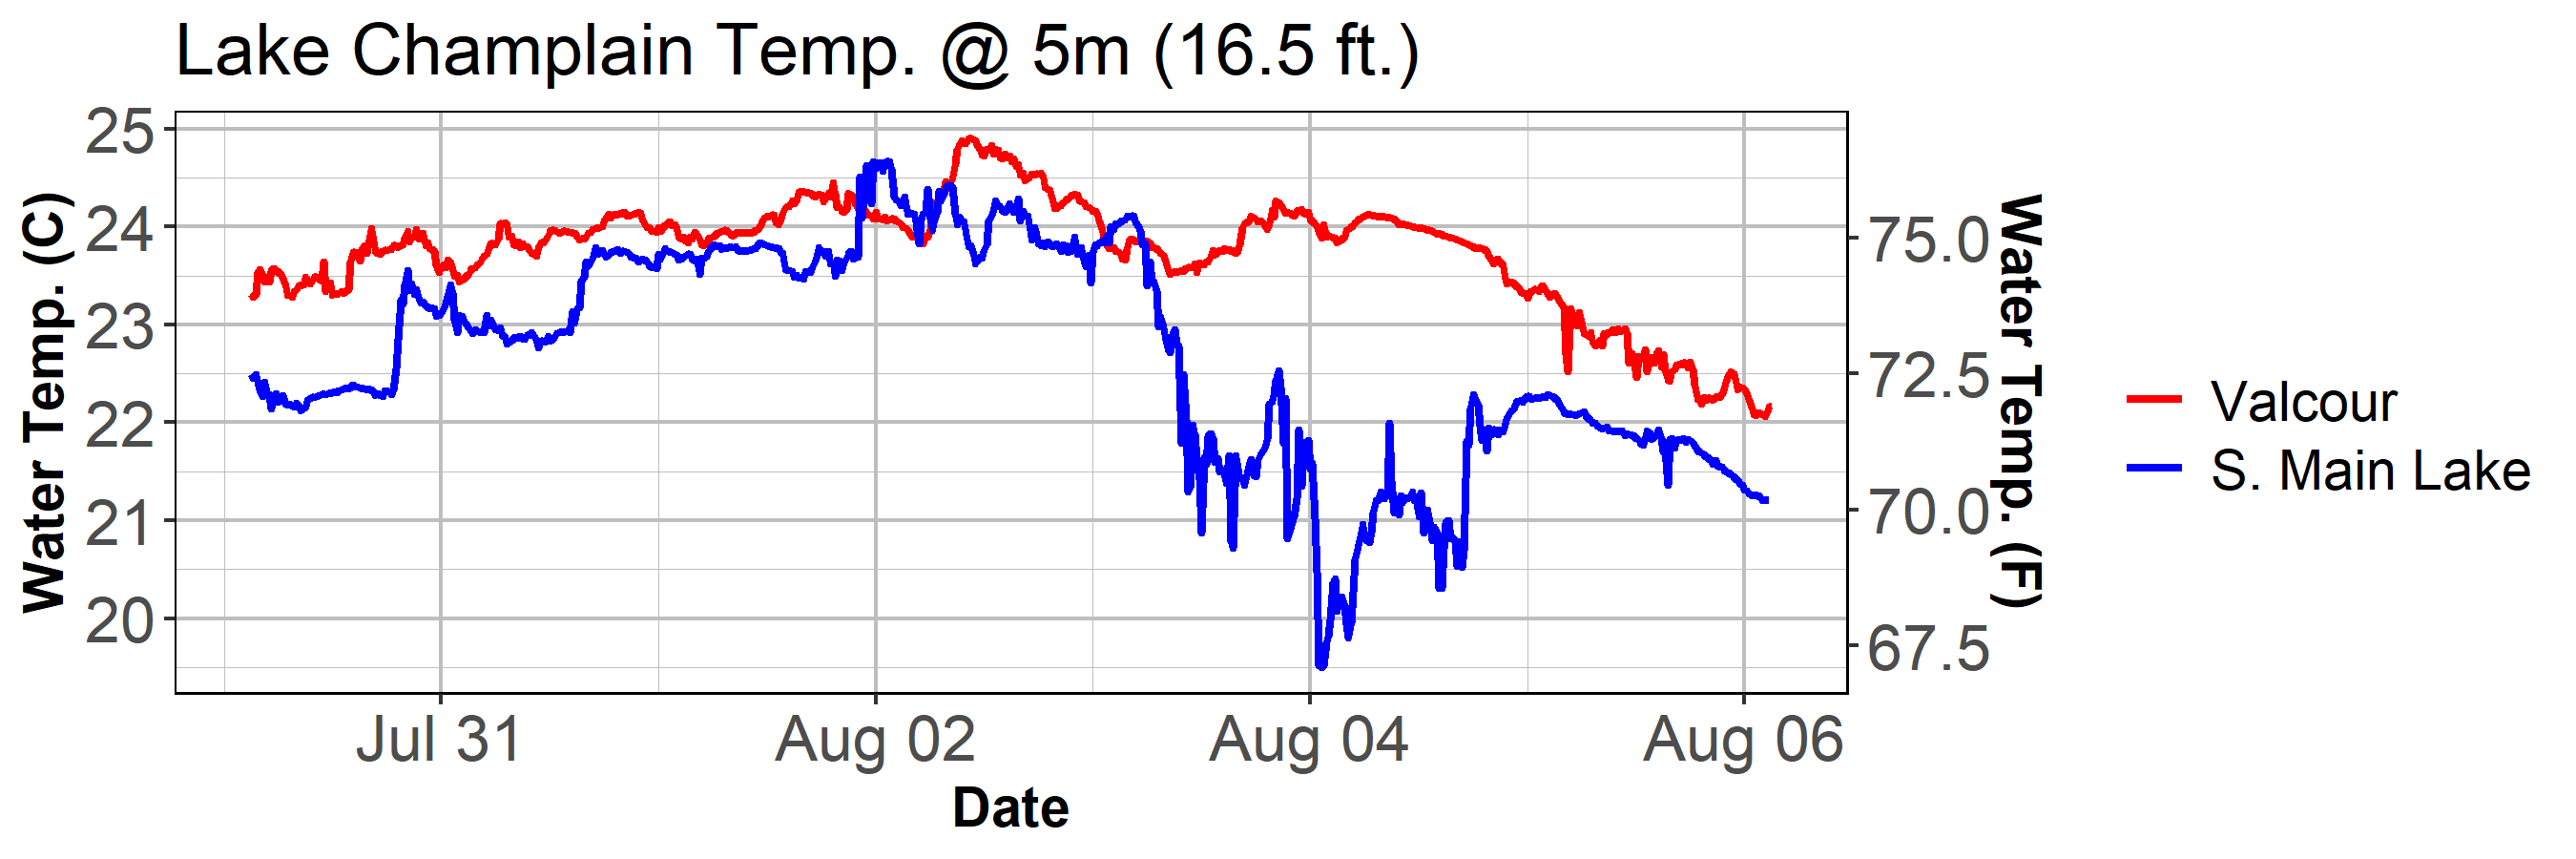 Lake Champlain Temp. @ 5m (16.5 ft.)
Water Temp. (C)
25
24
23
22
21
20
75.0
72.5
70.0
67.5
Water Temp. (F)
Jul 31
Aug 02
Aug 04
Aug 06
Date
Valcour
S. Main Lake